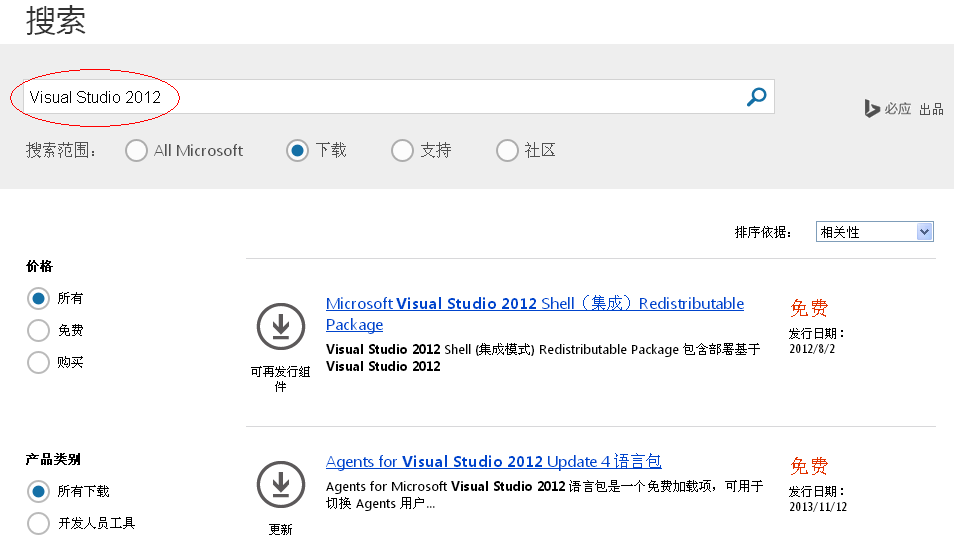 搜索
Visual Studio 2012
必应 出品
搜索范围： All Microsoft 下载 支持 社区
排序依据： 相关性
价格
所有
免费
购买
Microsoft Visual Studio 2012 Shell（集成）Redistributable
Package
Visual Studio 2012 Shell (集成模式) Redistributable Package 包含部署基于
Visual Studio 2012
可再发行组
件
免费
发行日期：
2012/8/2
产品类别
所有下载
开发人员工具
Agents for Visual Studio 2012 Update 4 语言包
Agents for Microsoft Visual Studio 2012 语言包是一个免费加载项，可用于
切换 Agents 用户...
更新
免费
发行日期：
2013/11/12